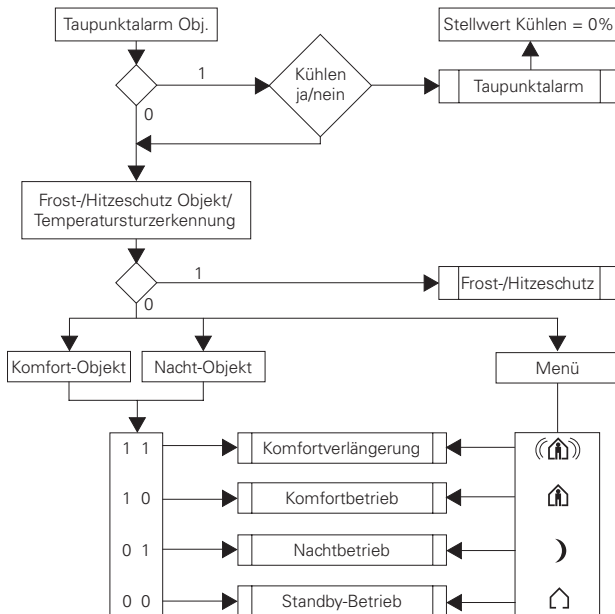 Taupunktalarm Obj.
Stellwert Kühlen = 0%
1
Kühlen
ja/nein
Taupunktalarm
0
Frost-/Hitzeschutz Objekt/
Temperatursturzerkennung
1
Frost-/Hitzeschutz
0
Komfort-Objekt
Nacht-Objekt
Menü
1 1
Komfortverlängerung
1 0
Komfortbetrieb
0 1
Nachtbetrieb
0 0
Standby-Betrieb